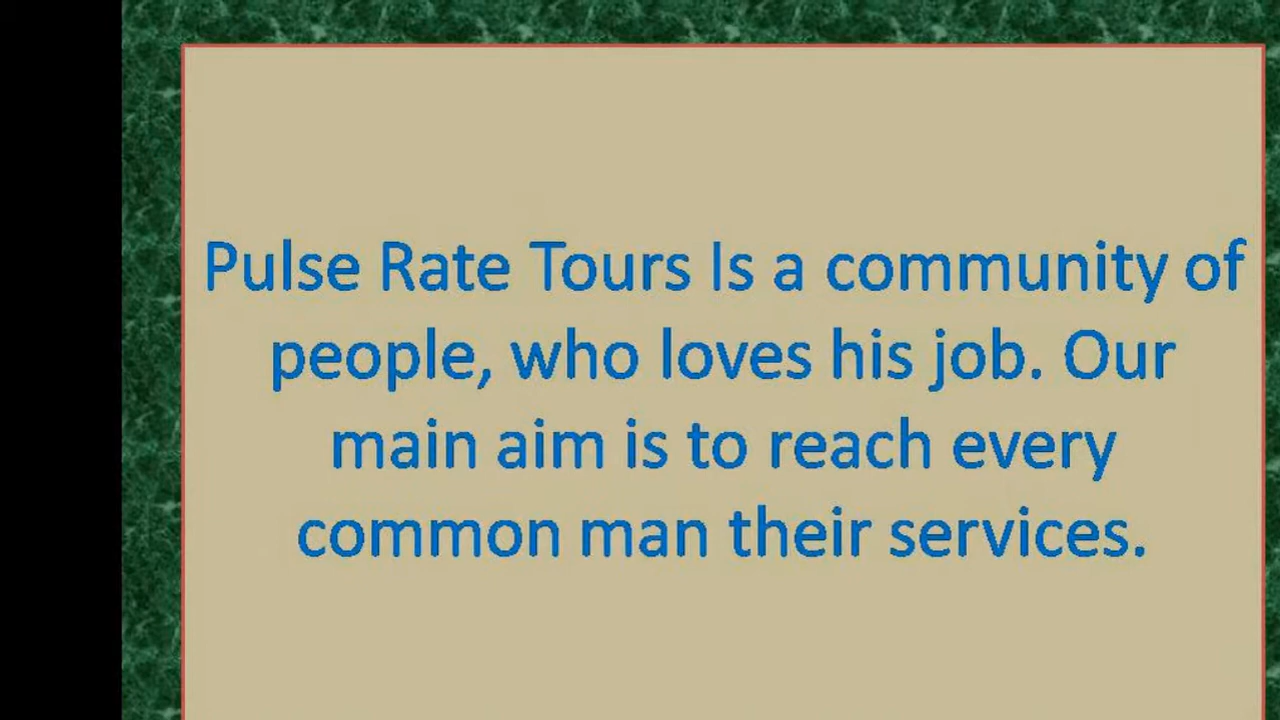 Pulse Rate Tours Is a community of
people, who loves his job. Our
main aim is to reach every
common man their services.